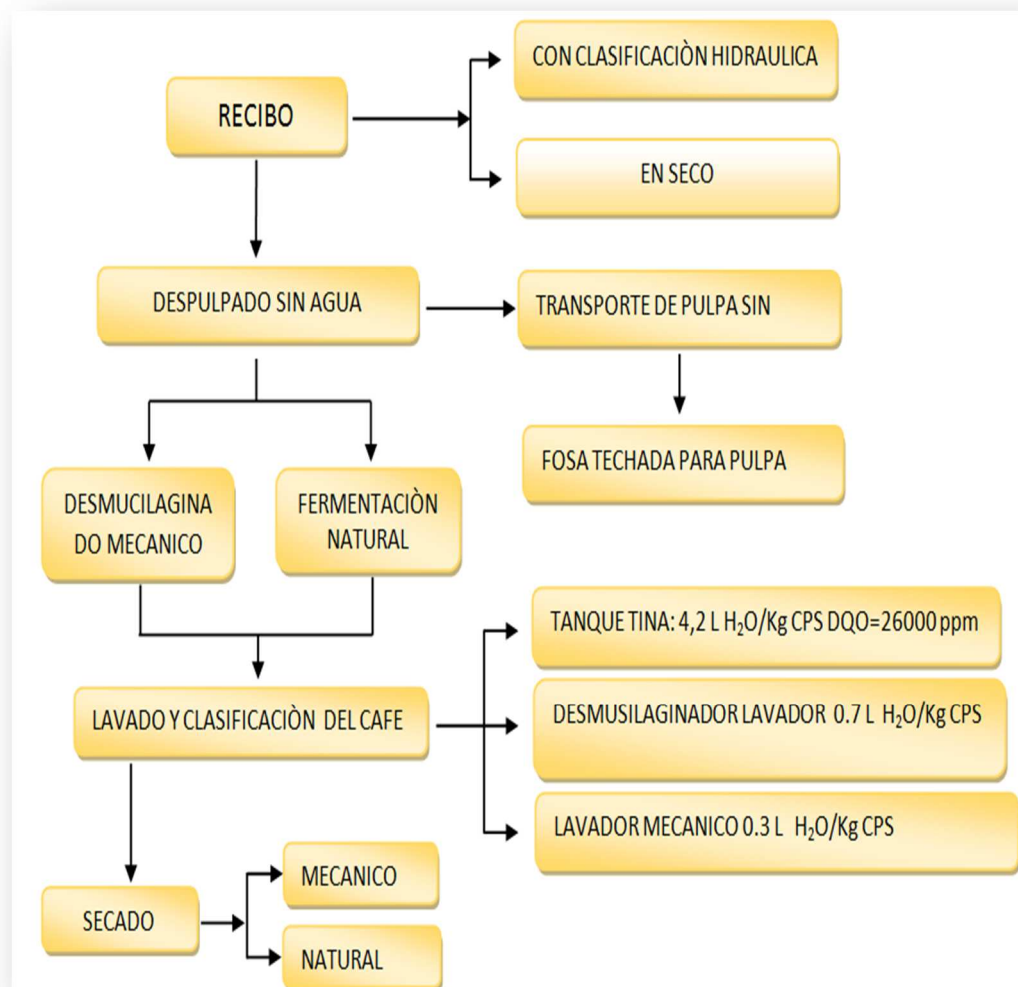 RECIBO
CON CLASIFICACIÒN HIDRAULICA
EN SECO
DESPULPADO SIN AGUA
TRANSPORTE DE PULPA SIN
FOSA TECHADA PARA PULPA
DESMUCILAGINA
DO MECANICO
FERMENTACIÒN
NATURAL
LAVADO Y CLASIFICACIÒN DEL CAFE
TANQUE TINA: 4,2 L H₂O/Kg CPS DQO=26000 ppm
DESMUSILAGINADOR LAVADOR 0.7 L H₂O/Kg CPS
LAVADOR MECANICO 0.3 L H₂O/Kg CPS
SECADO
MECANICO
NATURAL